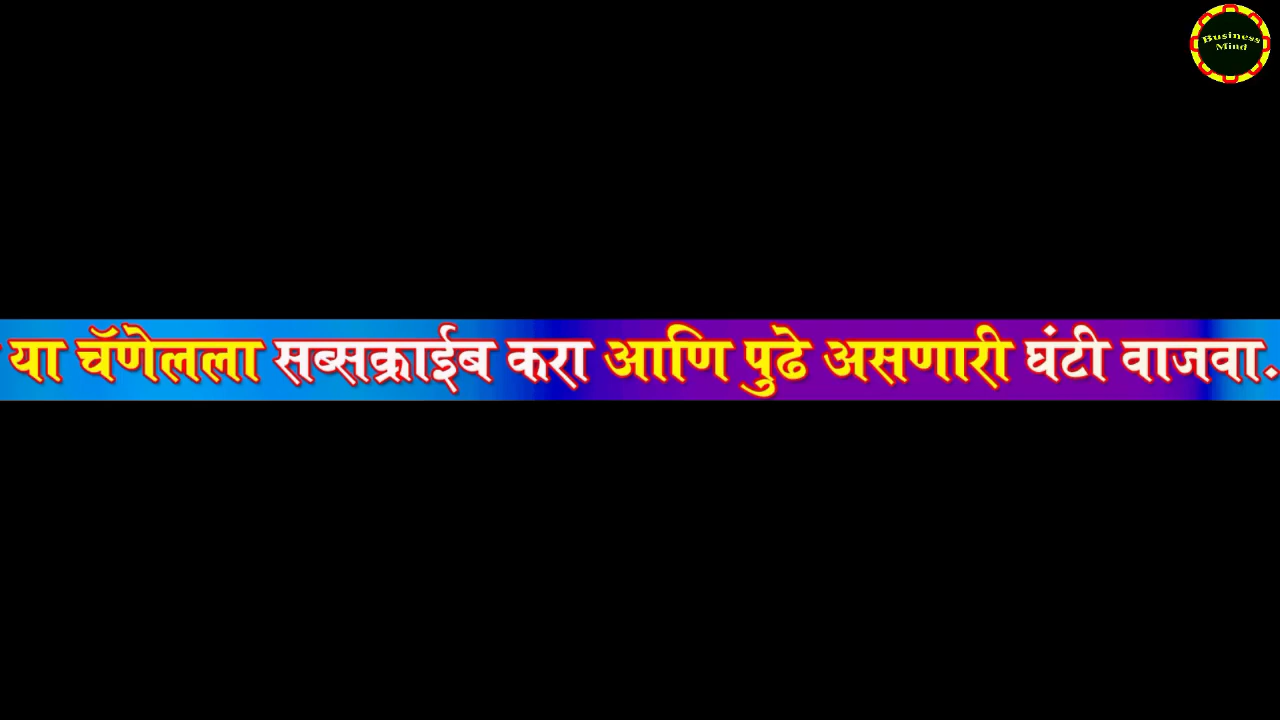 Business
Mind
या चॅणेलला सब्सक्राईब करा आणि पुढे असणारी घंटी वाजवा.